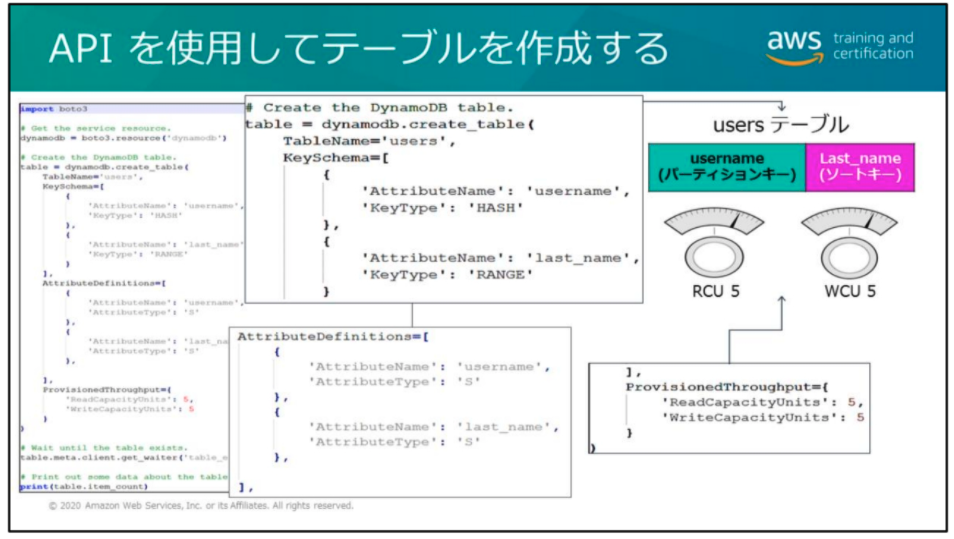 API を使用してテーブルを作成する
aws training and
certification
import boto3
# Get the service resource.
dynamodb = boto3.resource('dynamodb')
# Create the DynamoDB table.
table = dynamodb.create_table(
TableName='users',
KeySchema=[
{
'AttributeName': 'username',
'KeyType': 'HASH'
},
{
'AttributeName': 'last_name'
'KeyType': 'RANGE'
}
],
AttributeDefinitions=[
{
'AttributeName': 'username',
'AttributeType': 'S'
},
{
'AttributeName': 'last_na
'AttributeType': 'S'
},
],
ProvisionedThroughput={
'ReadCapacityUnits': 5,
'WriteCapacityUnits': 5
}
)
# Wait until the table exists.
table.meta.client.get_waiter('table_e
# Print out some data about the table
print(table.item_count)
# Create the DynamoDB table.
table = dynamodb.create_table(
TableName='users',
KeySchema=[
{
'AttributeName': 'username',
'KeyType': 'HASH'
},
{
'AttributeName': 'last_name',
'KeyType': 'RANGE'
}
AttributeDefinitions=[
{
'AttributeName': 'username',
'AttributeType': 'S'
},
{
'AttributeName': 'last_name',
'AttributeType': 'S'
},
],
users テーブル
username
(パーティションキー)
Last_name
(ソートキー)
RCU 5
WCU 5
],
ProvisionedThroughput={
'ReadCapacityUnits': 5,
'WriteCapacityUnits': 5
}
)
© 2020 Amazon Web Services, Inc. or its Affiliates. All rights reserved.